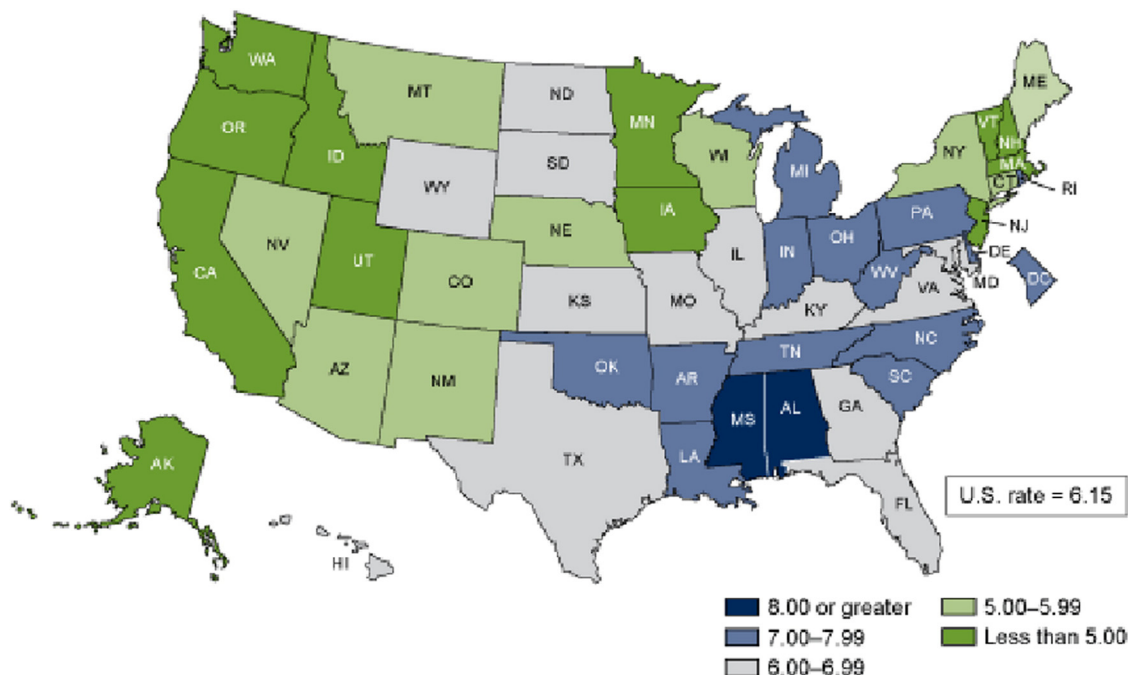 WA
MT
ND
ME
OR
MN
VT
ID
NH
WI
NY
MA
SD
CT
WY
MI
RI
IA
PA
NJ
NE
OH
NV
IL
IN
DE
UT
CA
CO
WV
DC
MD
VA
KS
MO
KY
NC
TN
OK
AZ
NM
AR
SC
GA
MS
AL
LA
TX
AK
U.S. rate = 6.15
FL
HI
8.00 or greater
5.00–5.99
7.00–7.99
Less than 5.00
6.00–6.99